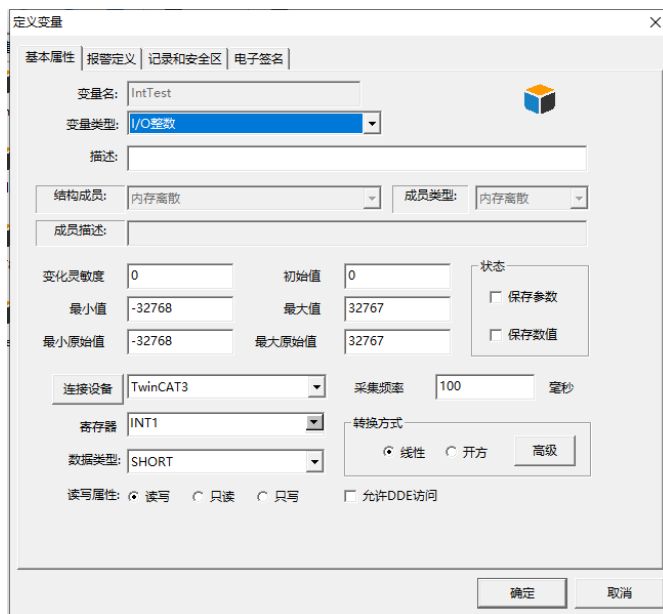 定义变量
基本属性 报警定义 记录和安全区 电子签名
变量名: IntTest
变量类型: I/O整数
描述:
结构成员: 内存离散 成员类型: 内存离散
成员描述:
变化灵敏度 0 初始值 0 状态
最小值 -32768 最大值 32767 保存参数
最小原始值 -32768 最大原始值 32767 保存数值
连接设备 TwinCAT3 采集频率 100 毫秒
寄存器 INT1 转换方式
线性 开方 高级
数据类型: SHORT
读写属性: 读写 只读 只写 允许DDE访问
确定 取消